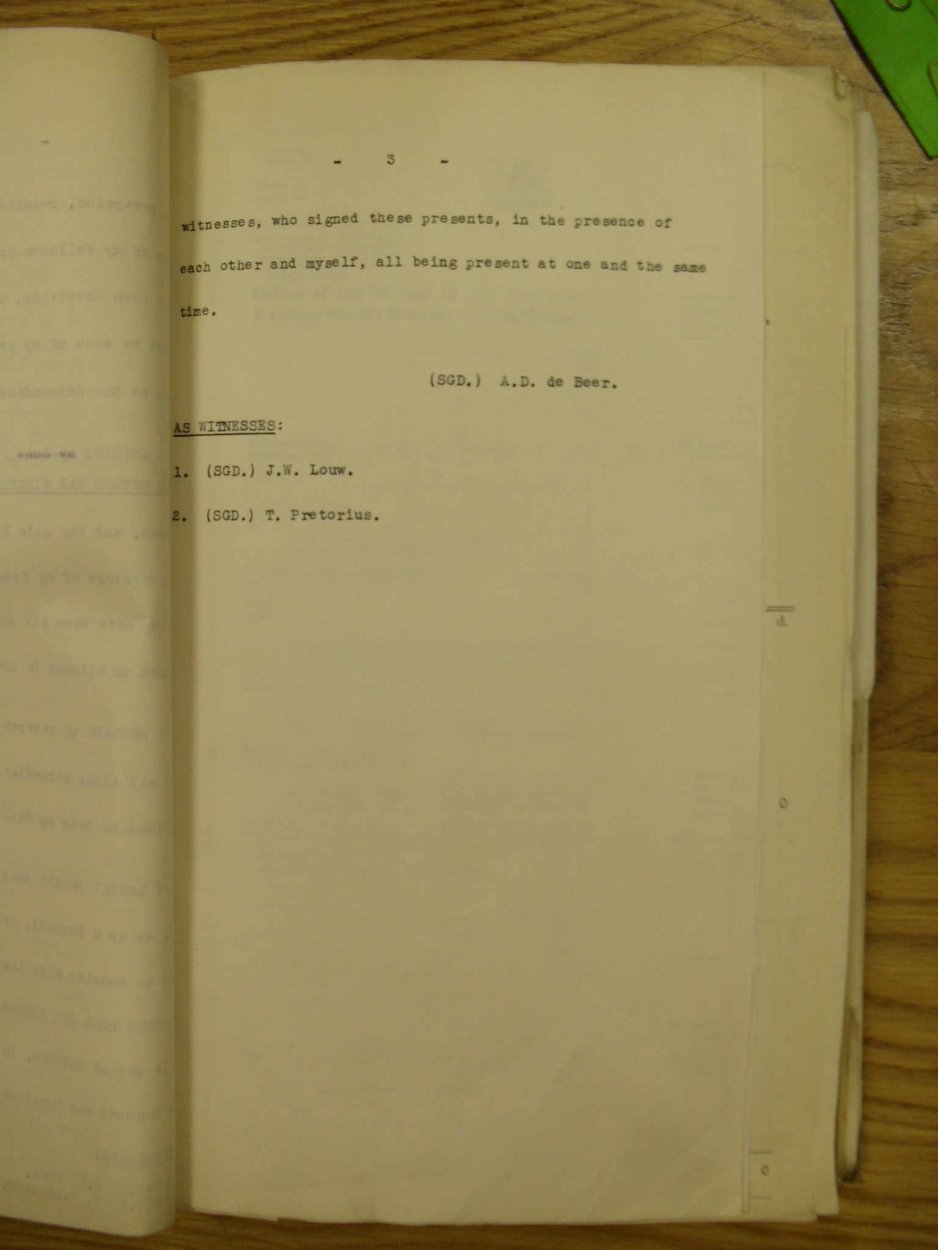 - 3 -
witnesses, who signed these presents, in the presence of
each other and myself, all being present at one and the same
time.
(SGD.) A.D. de Beer.
AS WITNESSES:
1. (SGD.) J.W. Louw.
2. (SGD.) T. Pretorius.